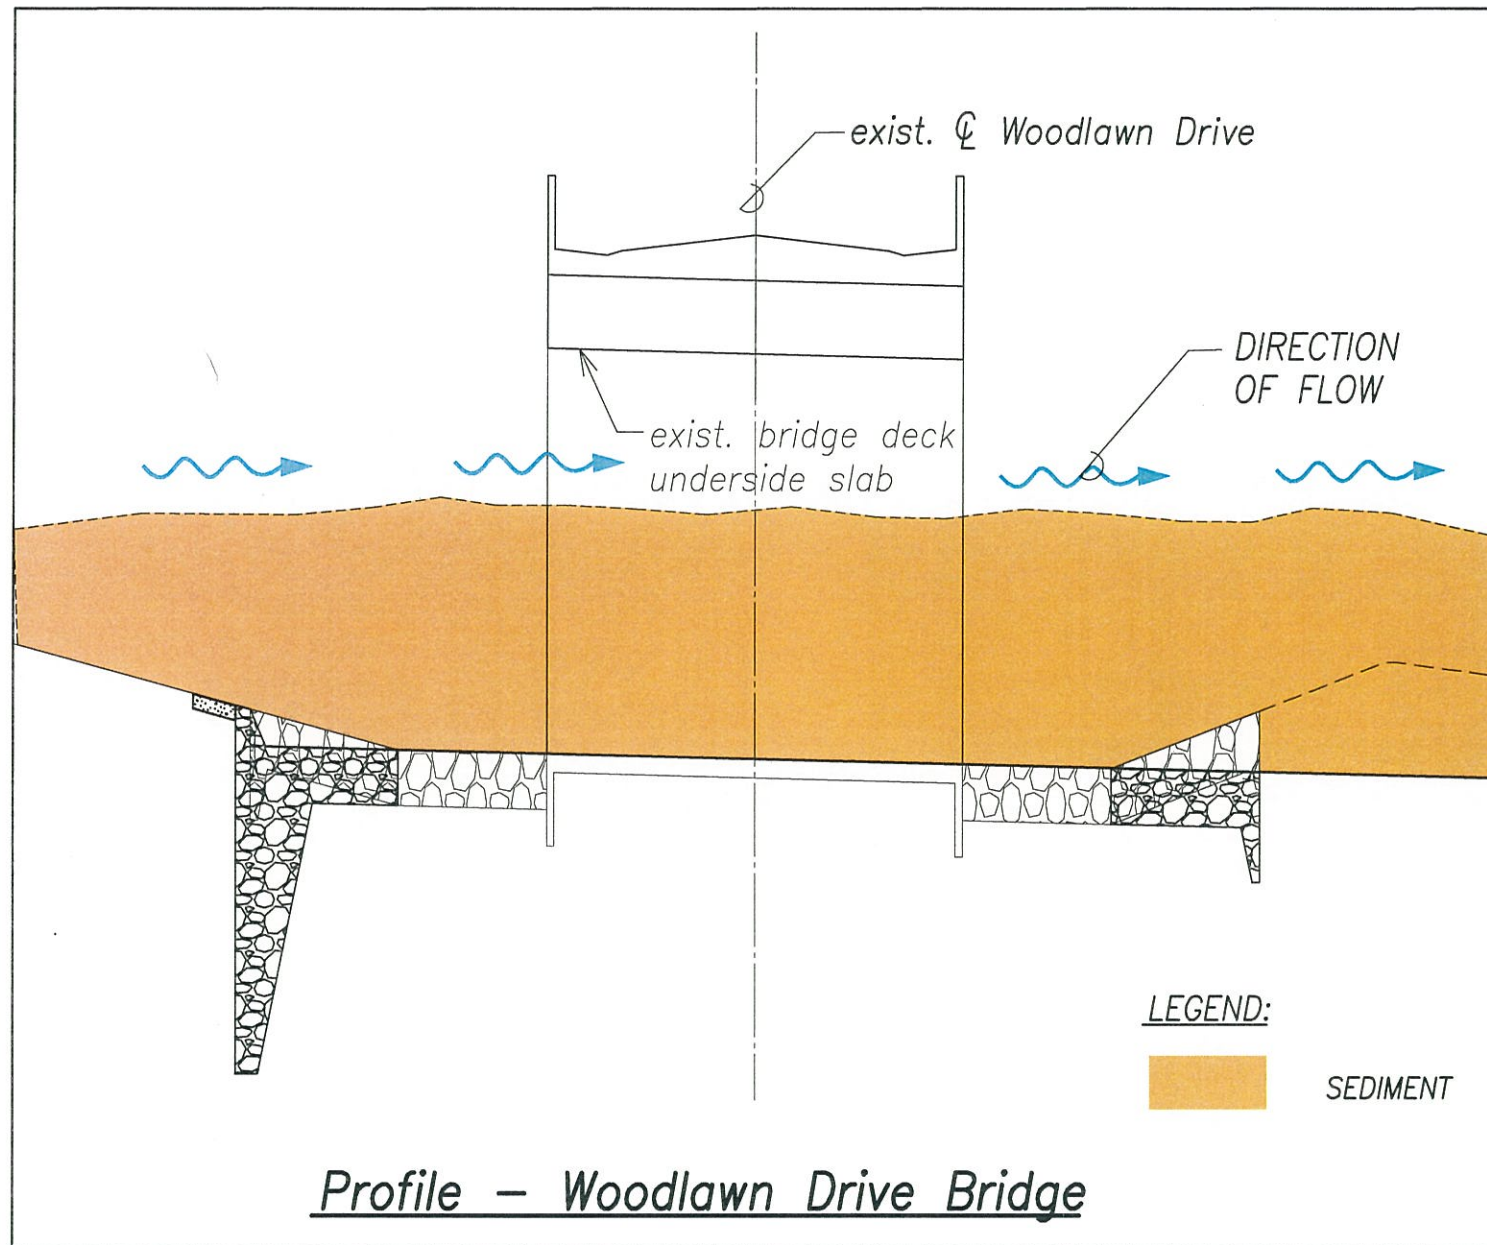 exist. ℄ Woodlawn Drive
DIRECTION
OF FLOW
exist. bridge deck
underside slab
LEGEND:
SEDIMENT
Profile – Woodlawn Drive Bridge